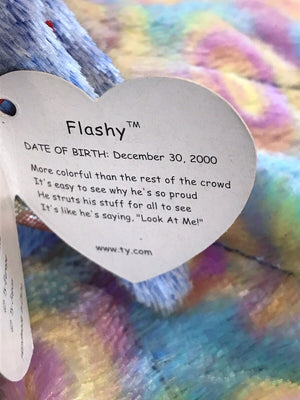 Flashy™
DATE OF BIRTH: December 30, 2000
More colorful than the rest of the crowd
It's easy to see why he's so proud
He struts his stuff for all to see
It's like he's saying, "Look At Me!"
www.ty.com